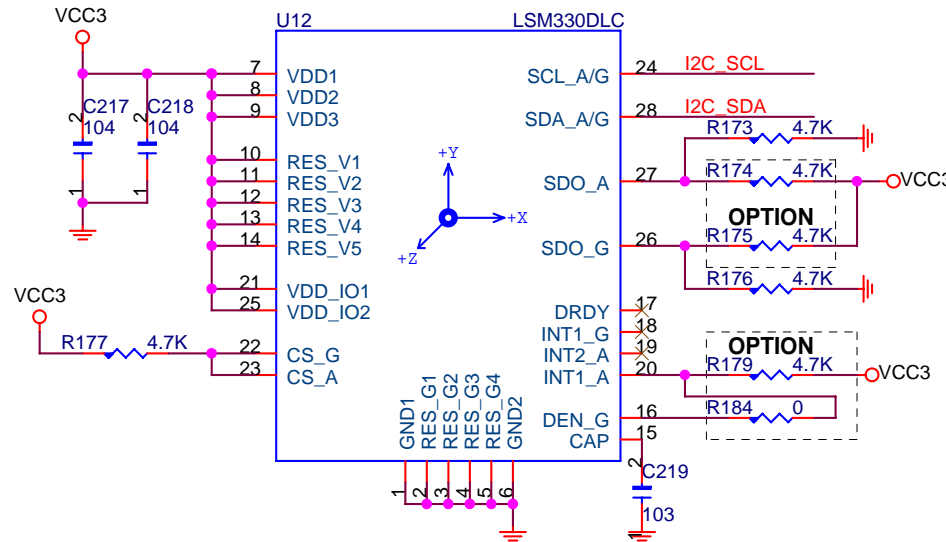 VCC3
U12
LSM330DLC
7
VDD1
8
VDD2
9
VDD3
10
RES_V1
11
RES_V2
12
RES_V3
13
RES_V4
14
RES_V5
21
VDD_IO1
25
VDD_IO2
22
CS_G
23
CS_A
2
C217
104
1
2
C218
104
1
VCC3
R177
4.7K
+Y
+X
+Z
SCL_A/G
24
I2C_SCL
SDA_A/G
28
I2C_SDA
R173
4.7K
SDO_A
27
R174
4.7K
VCC3
OPTION
SDO_G
26
R175
4.7K
R176
4.7K
DRDY
17
INT1_G
18
INT2_A
19
INT1_A
20
OPTION
R179
4.7K
VCC3
DEN_G
16
R184
0
CAP
15
2
C219
103
1
GND1
RES_G1
RES_G2
RES_G3
RES_G4
GND2
1
2
3
4
5
6